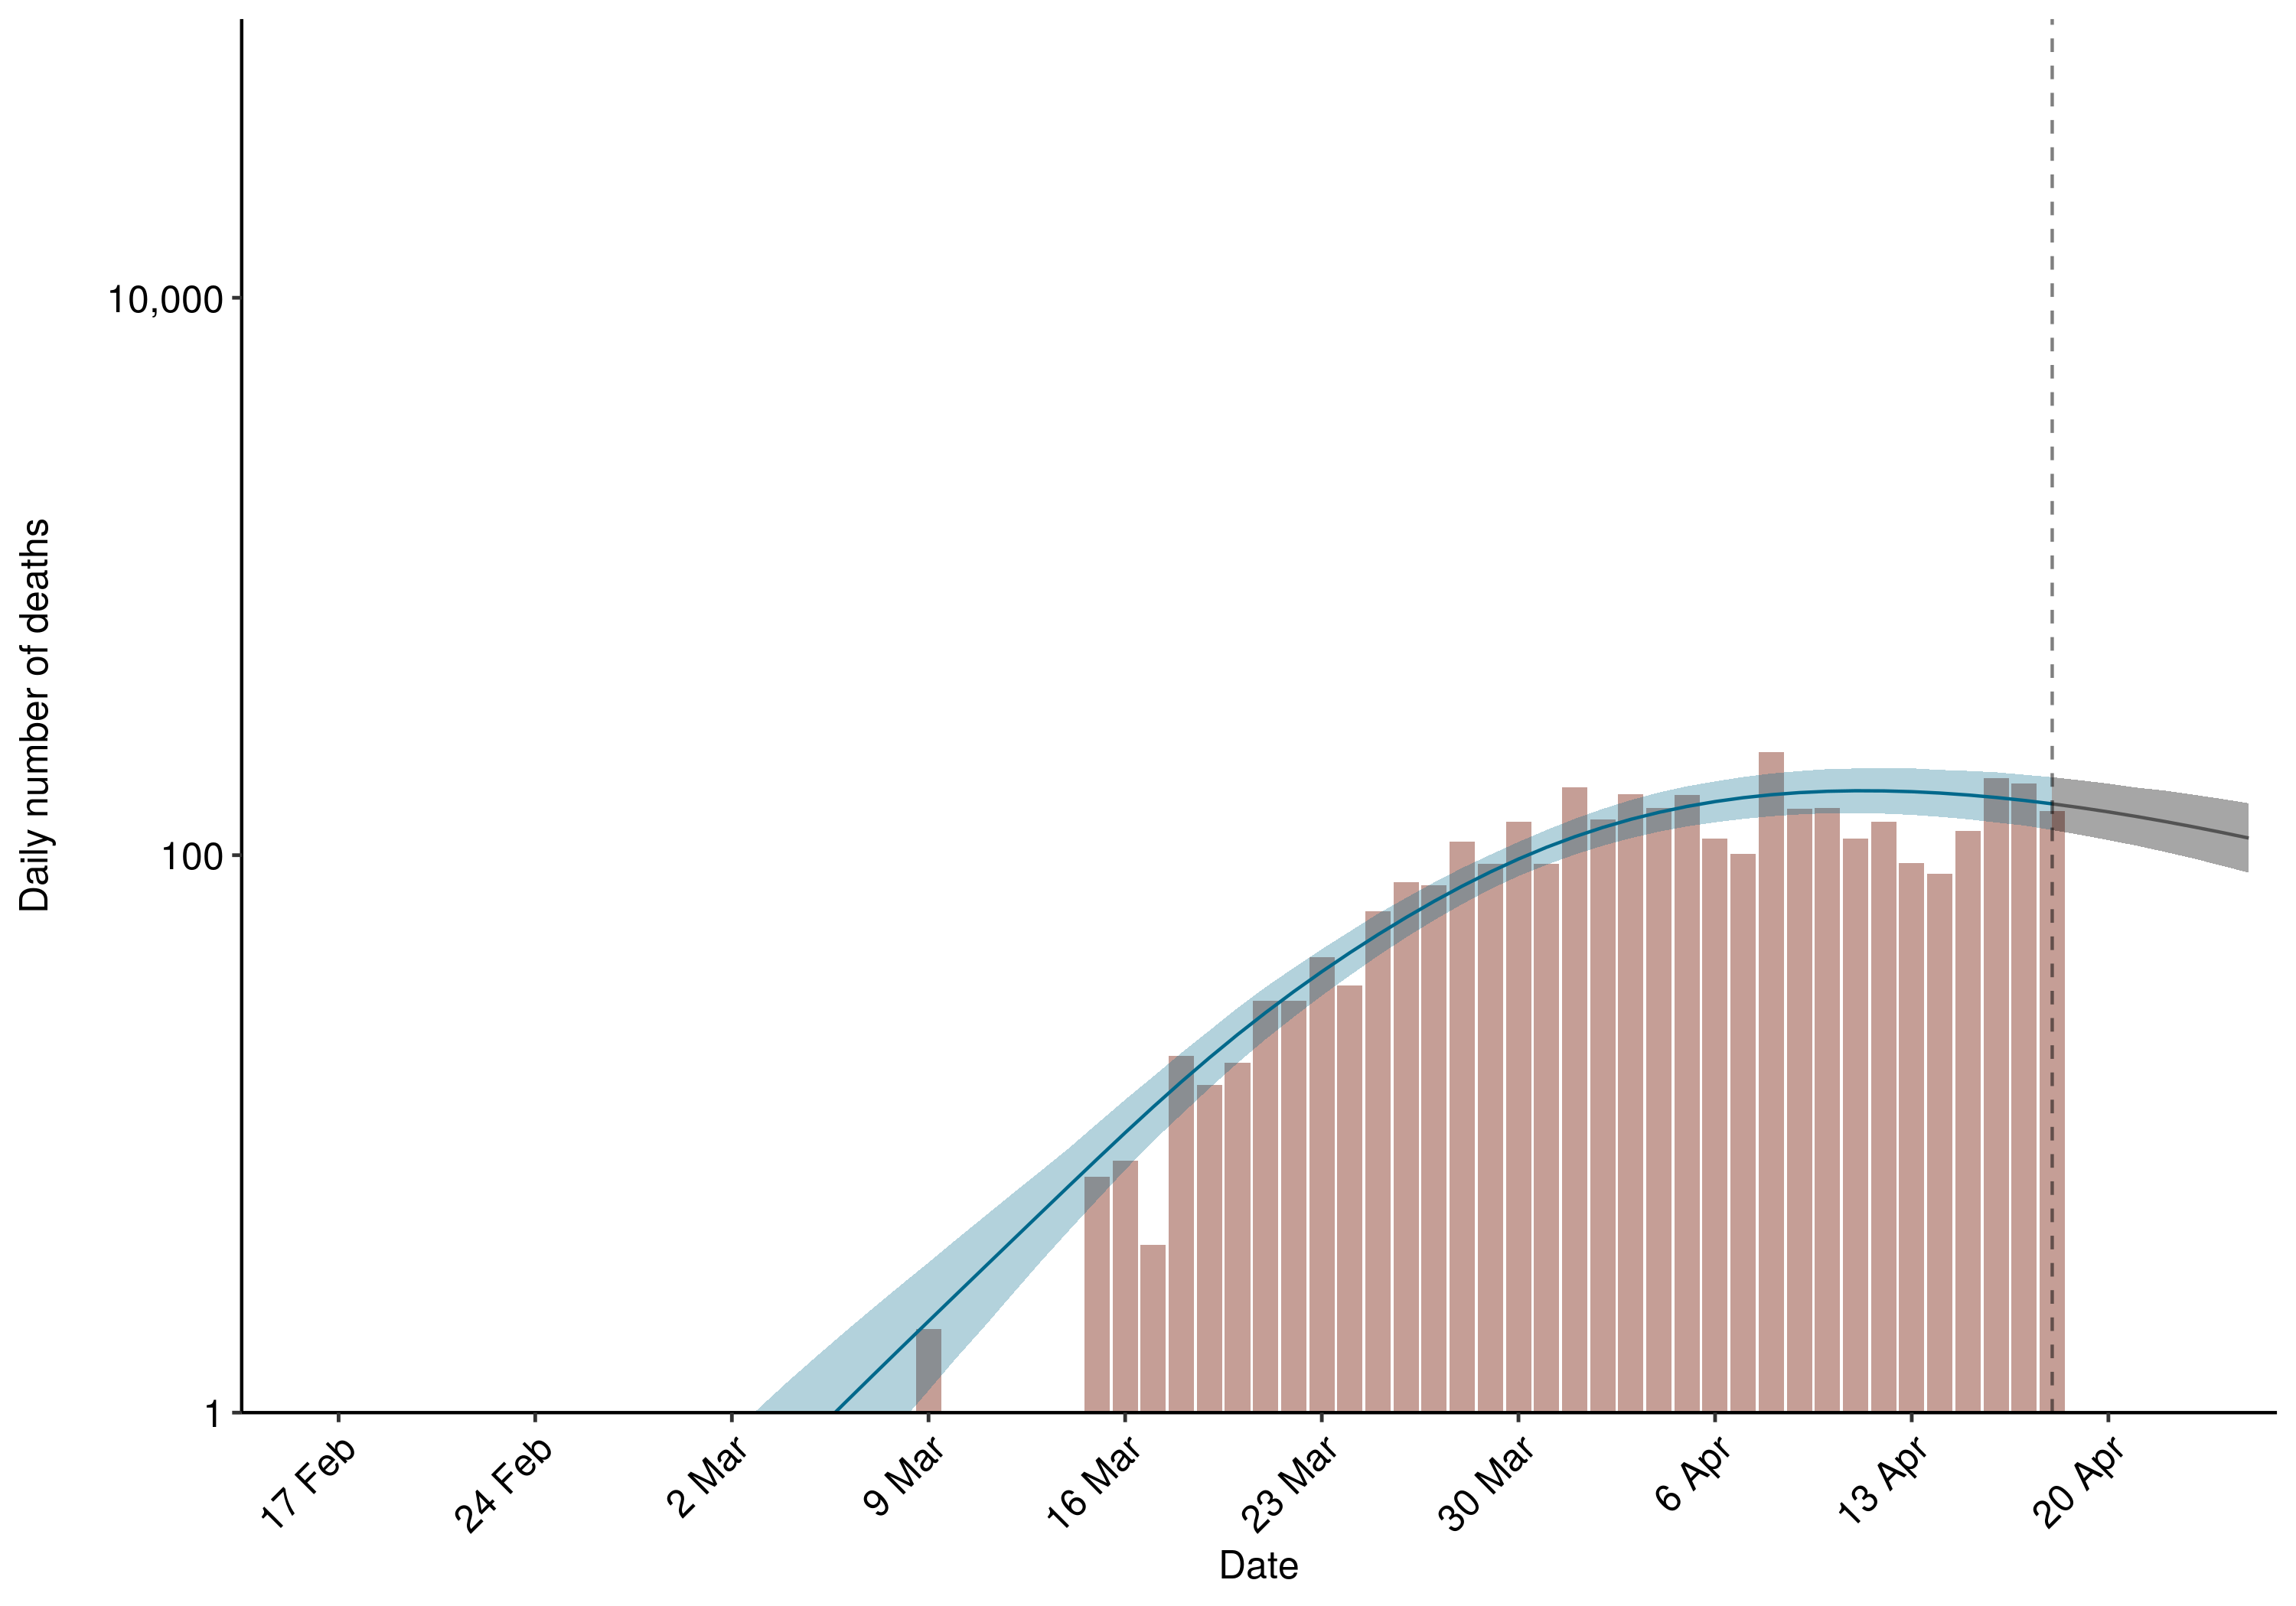 Daily number of deaths
10,000
100
1
17 Feb
24 Feb
2 Mar
9 Mar
16 Mar
23 Mar
30 Mar
6 Apr
13 Apr
20 Apr
Date